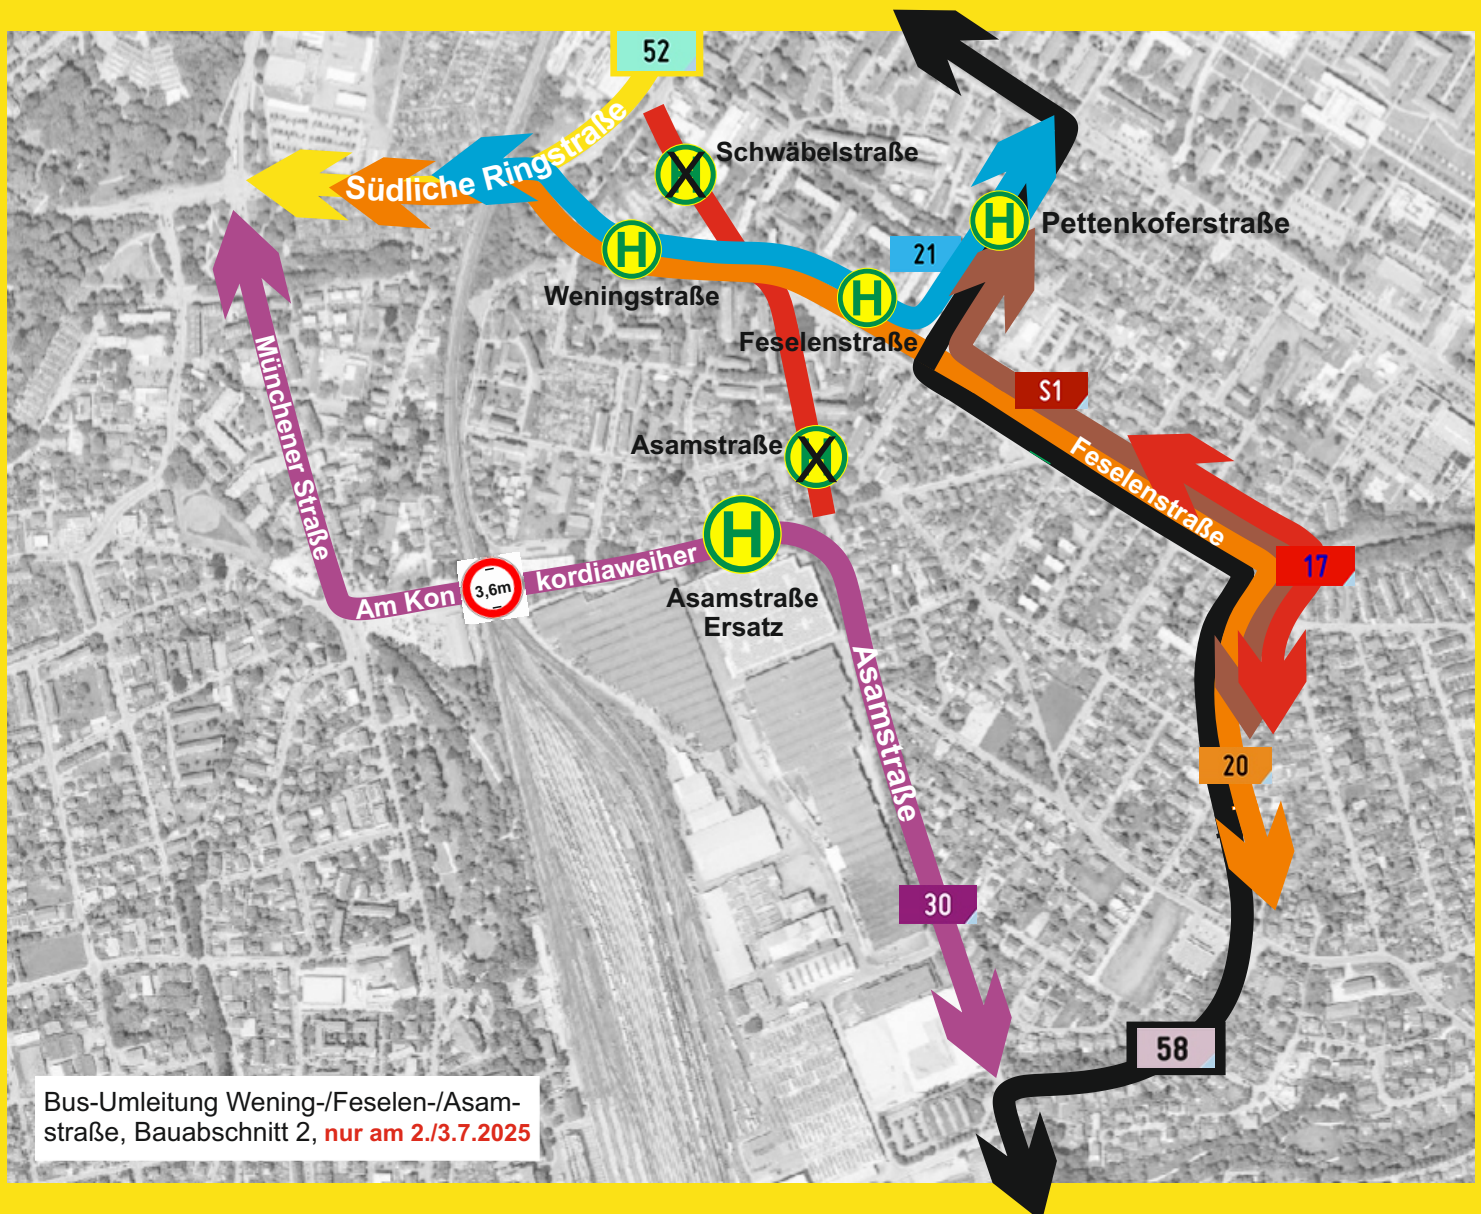 52
Südliche Ringstraße
Schwäbelstraße
H
Pettenkoferstraße
21
H
Weningstraße
H
Feselenstraße
Münchener Straße
S1
Asamstraße
Feselenstraße
H
17
Am Kon
3,6m
kordiaweiher
Asamstraße
Ersatz
Asamstraße
20
30
58
Bus-Umleitung Wening-/Feselen-/Asam-
straße, Bauabschnitt 2, nur am 2./3.7.2025